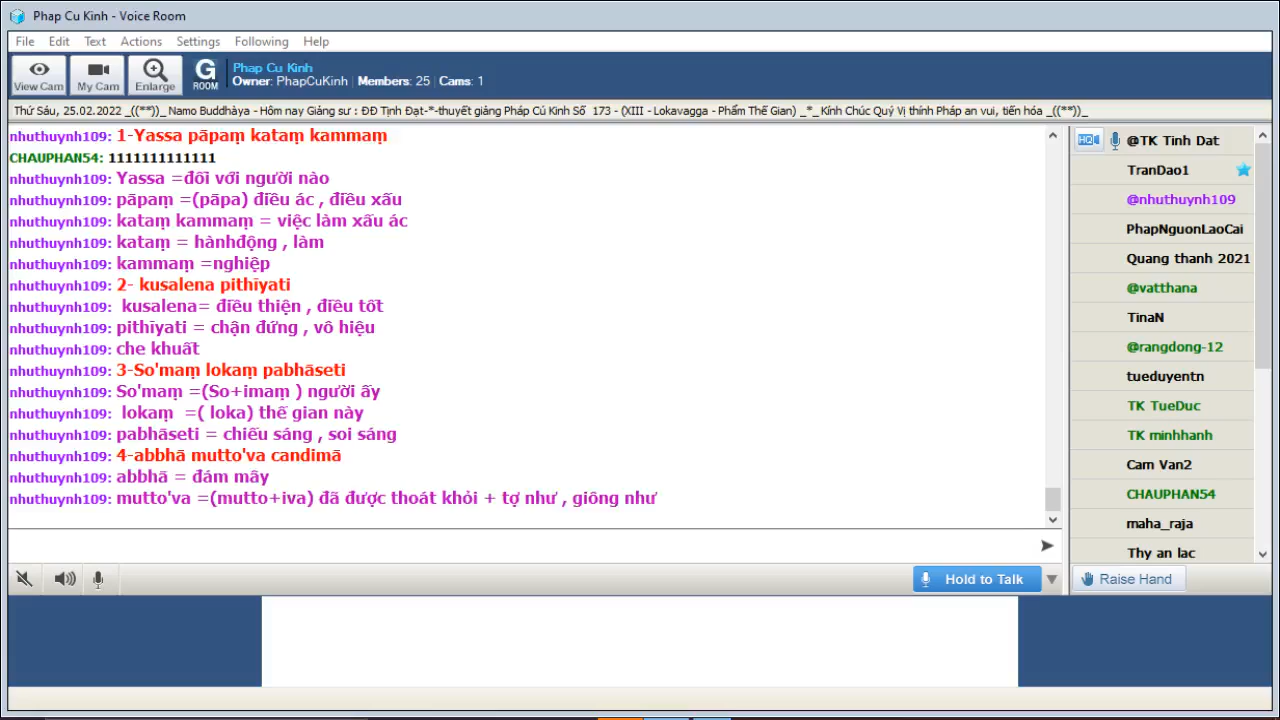 Phap Cu Kinh - Voice Room
File Edit Text Actions Settings Following Help
View Cam My Cam Enlarge G ROOM
Phap Cu Kinh
Owner: PhapCuKinh | Members: 25 | Cams: 1
Thứ Sáu, 25.02.2022 _((**))_ Namo Buddhàya - Hôm nay Giảng sư : ĐĐ Tịnh Đạt-*-thuyết giảng Pháp Cú Kinh Số 173 - (XIII - Lokavagga - Phẩm Thế Gian) _*_ Kính Chúc Quý Vị thính Pháp an vui, tiến hóa _((**))_
nhuthuynh109: 1-Yassa pāpaṃ kataṃ kammaṃ
CHAUPHAN54: 1111111111111
nhuthuynh109: Yassa =đối với người nào
nhuthuynh109: pāpaṃ =(pāpa) điều ác , điều xấu
nhuthuynh109: kataṃ kammaṃ = việc làm xấu ác
nhuthuynh109: kataṃ = hànhđộng , làm
nhuthuynh109: kammaṃ =nghiệp
nhuthuynh109: 2- kusalena pithīyati
nhuthuynh109: kusalena= điều thiện , điều tốt
nhuthuynh109: pithīyati = chận đứng , vô hiệu
nhuthuynh109: che khuất
nhuthuynh109: 3-So'maṃ lokaṃ pabhāseti
nhuthuynh109: So'maṃ =(So+imaṃ ) người ấy
nhuthuynh109: lokaṃ =( loka) thế gian này
nhuthuynh109: pabhāseti = chiếu sáng , soi sáng
nhuthuynh109: 4-abbhā mutto'va candimā
nhuthuynh109: abbhā = đám mây
nhuthuynh109: mutto'va =(mutto+iva) đã được thoát khỏi + tợ như , giông như
HQ @TK Tinh Dat
TranDao1
@nhuthuynh109
PhapNguonLaoCai
Quang thanh 2021
@vatthana
TinaN
@rangdong-12
tueduyentn
TK TueDuc
TK minhhanh
Cam Van2
CHAUPHAN54
maha_raja
Thy an lac
Hold to Talk
Raise Hand